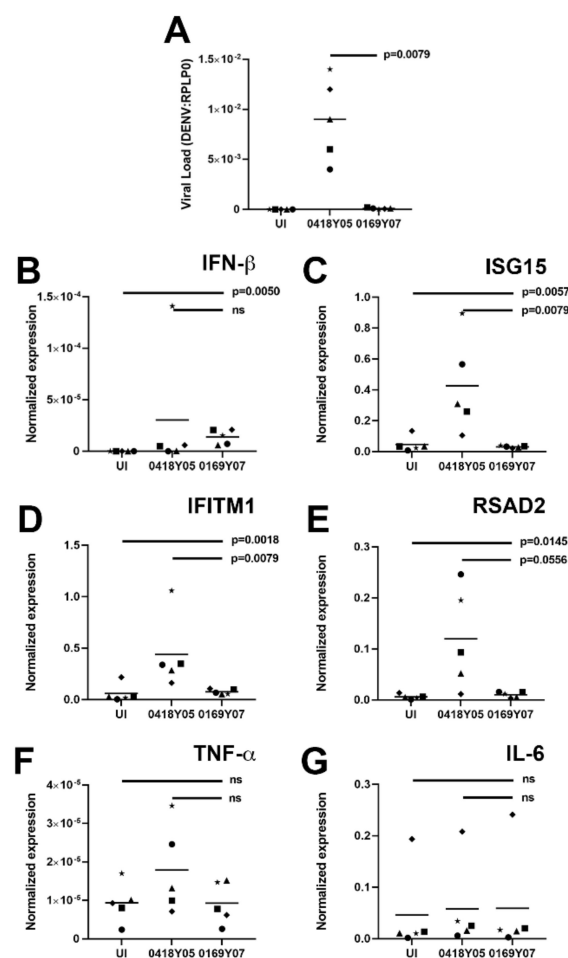 A
Viral Load (DENV:RPLP0)
1.5×10⁻²
1×10⁻²
5×10⁻³
0
p=0.0079
UI 0418Y05 0169Y07
B
IFN-β
Normalized expression
1.5×10⁻⁴
1×10⁻⁴
5×10⁻⁵
0
p=0.0050
ns
UI 0418Y05 0169Y07
C
ISG15
Normalized expression
1.0
0.8
0.6
0.4
0.2
0.0
p=0.0057
p=0.0079
UI 0418Y05 0169Y07
D
IFITM1
Normalized expression
1.5
1.0
0.5
0.0
p=0.0018
p=0.0079
UI 0418Y05 0169Y07
E
RSAD2
Normalized expression
0.3
0.2
0.1
0.0
p=0.0145
p=0.0556
UI 0418Y05 0169Y07
F
TNF-α
Normalized expression
4×10⁻⁵
3×10⁻⁵
2×10⁻⁵
1×10⁻⁵
0
ns
ns
UI 0418Y05 0169Y07
G
IL-6
Normalized expression
0.3
0.2
0.1
0.0
ns
ns
UI 0418Y05 0169Y07